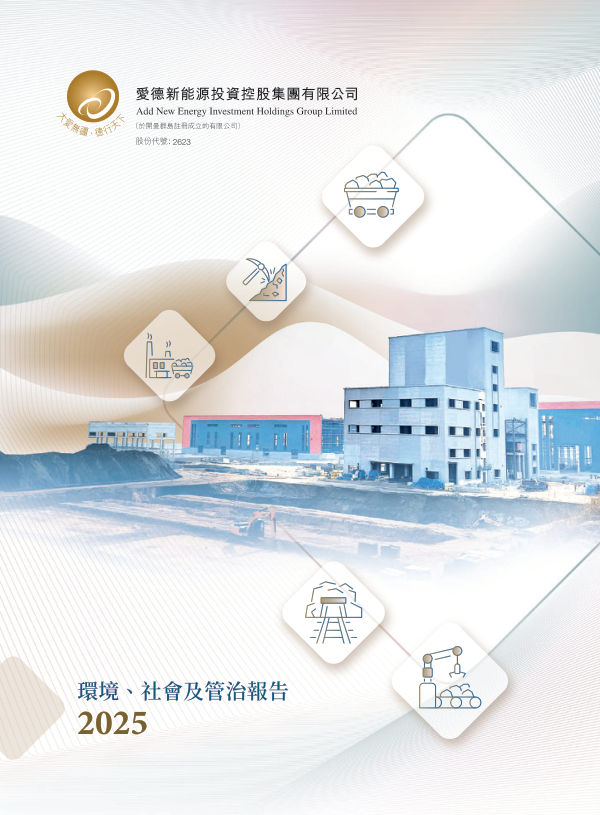 愛德新能源投資控股集團有限公司
Add New Energy Investment Holdings Group Limited
(於開曼群島註冊成立的有限公司)
股份代號: 2623
大愛無疆 · 德行天下
環境、社會及管治報告
2025